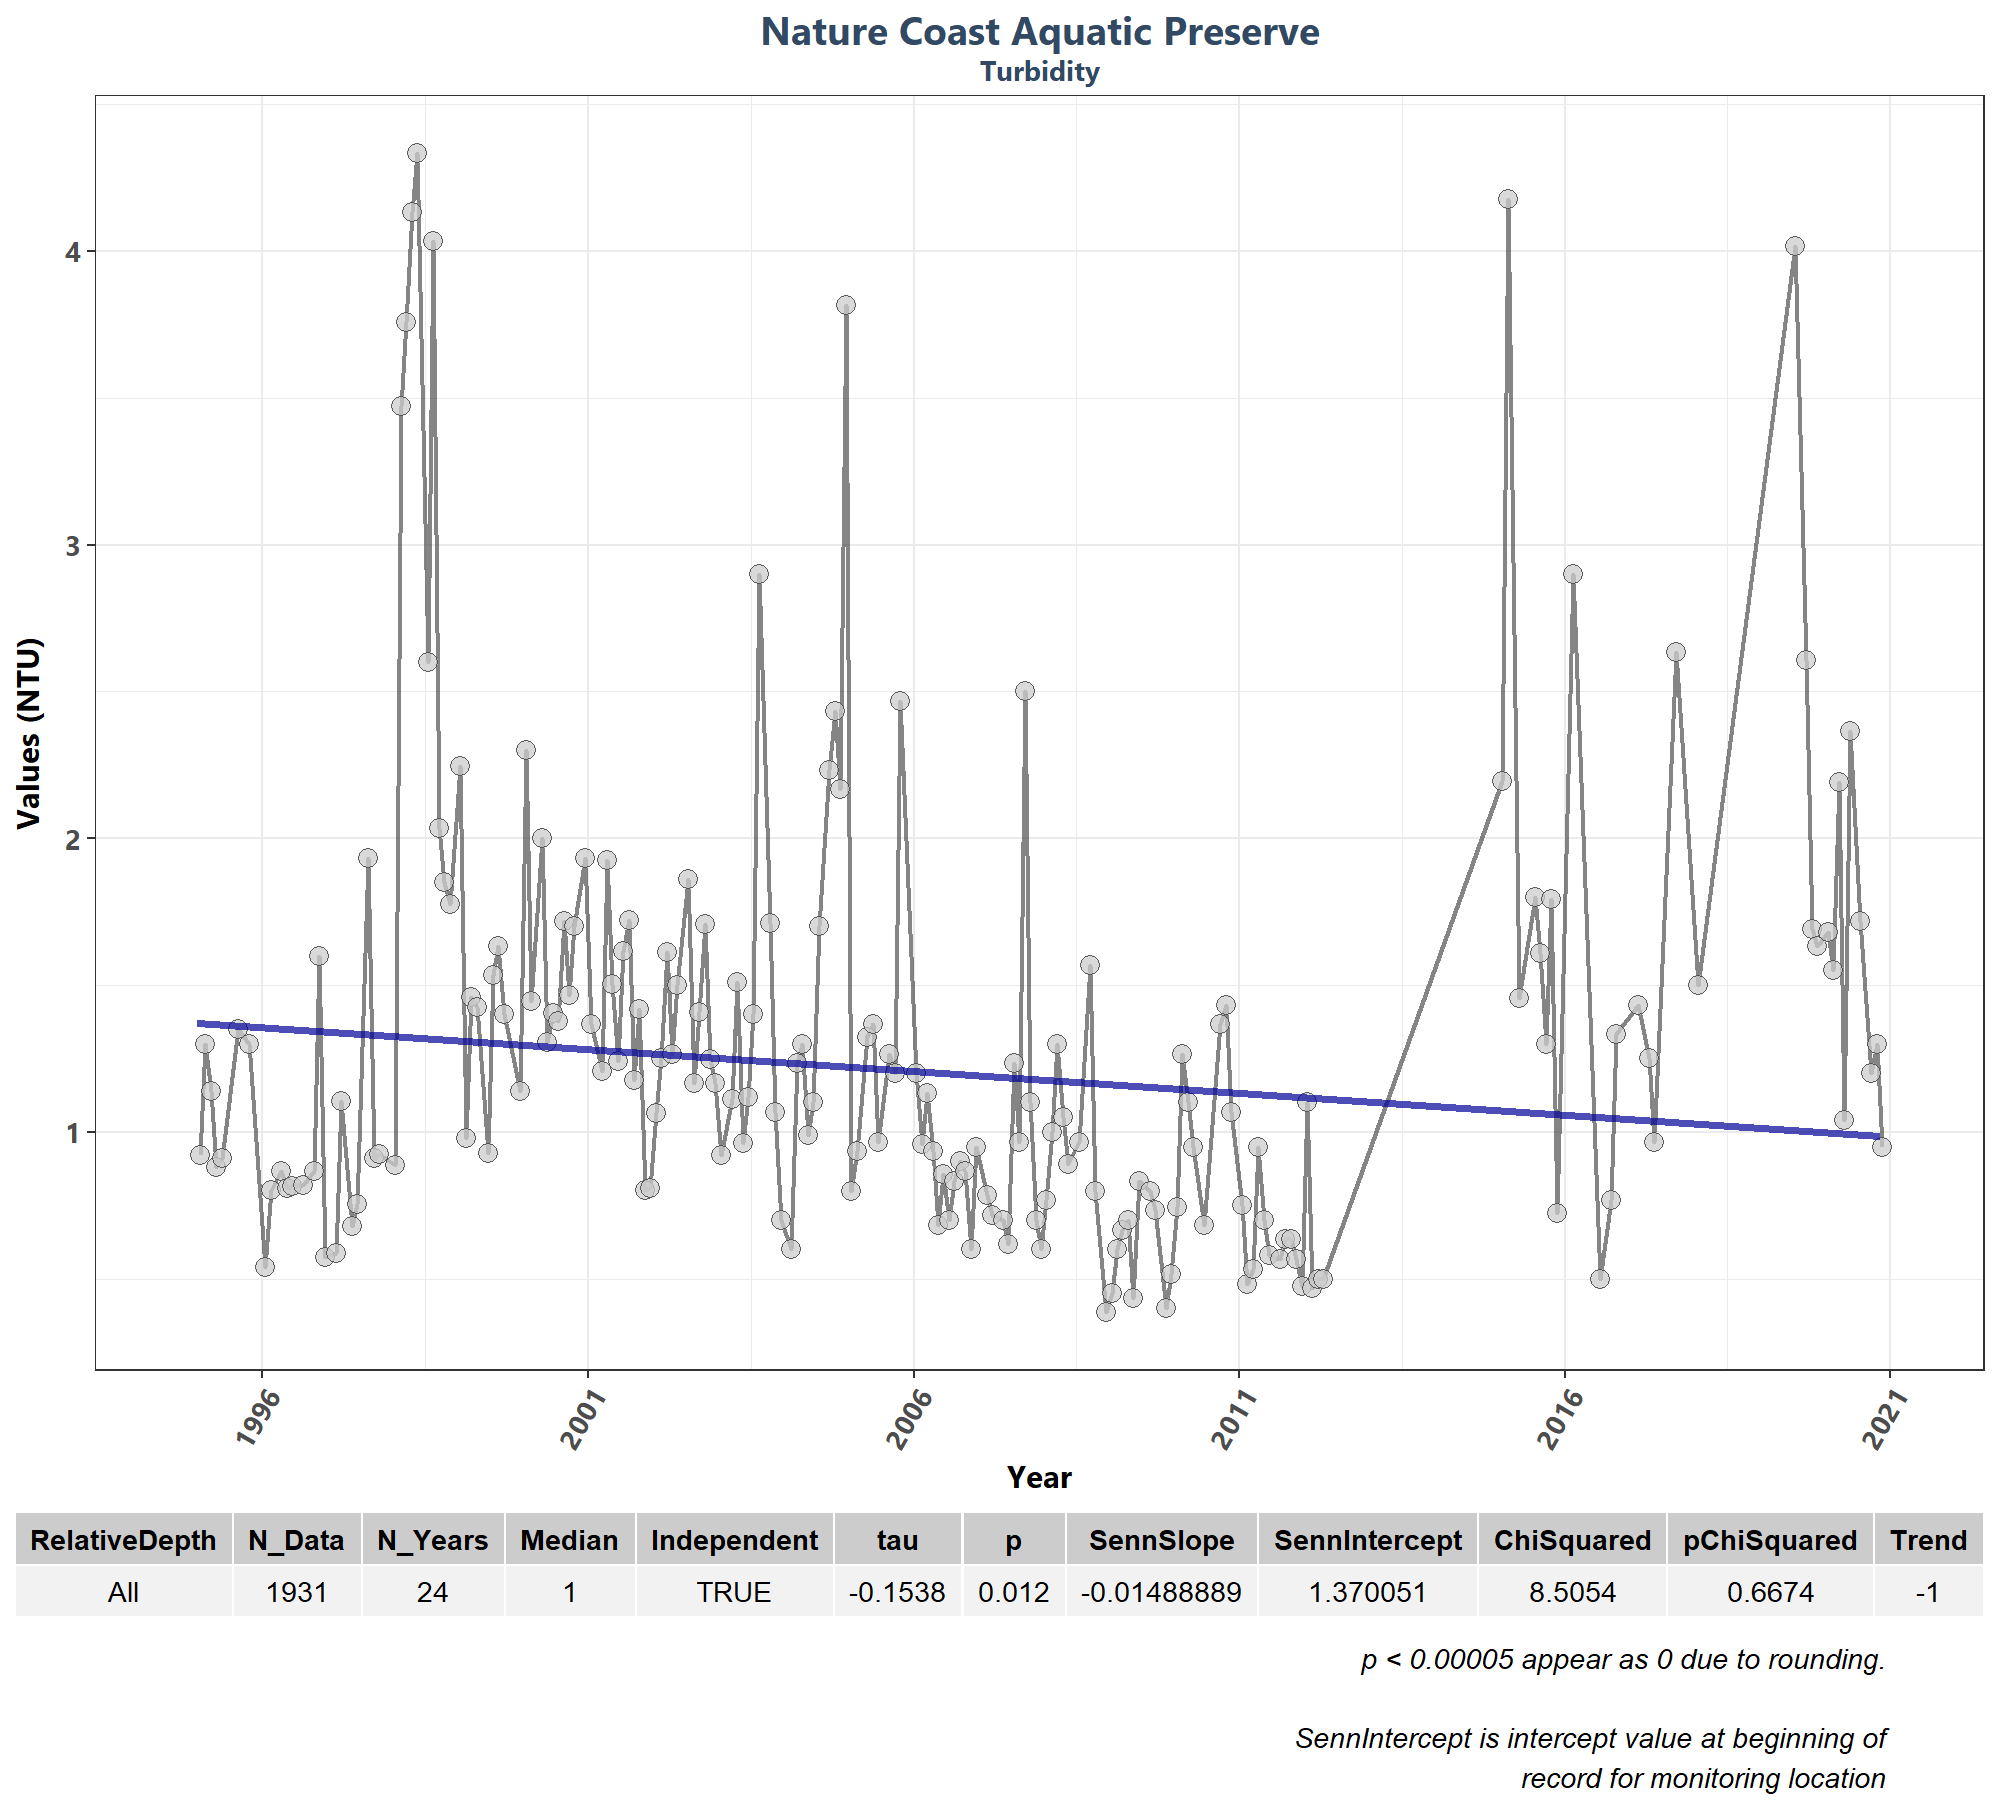 Nature Coast Aquatic Preserve
Turbidity
Values (NTU)
4
3
2
1
1996 2001 2006 2011 2016 2021
Year
RelativeDepth N_Data N_Years Median Independent tau p SennSlope SennIntercept ChiSquared pChiSquared Trend
All 1931 24 1 TRUE -0.1538 0.012 -0.01488889 1.370051 8.5054 0.6674 -1
p < 0.00005 appear as 0 due to rounding.
SennIntercept is intercept value at beginning of
record for monitoring location